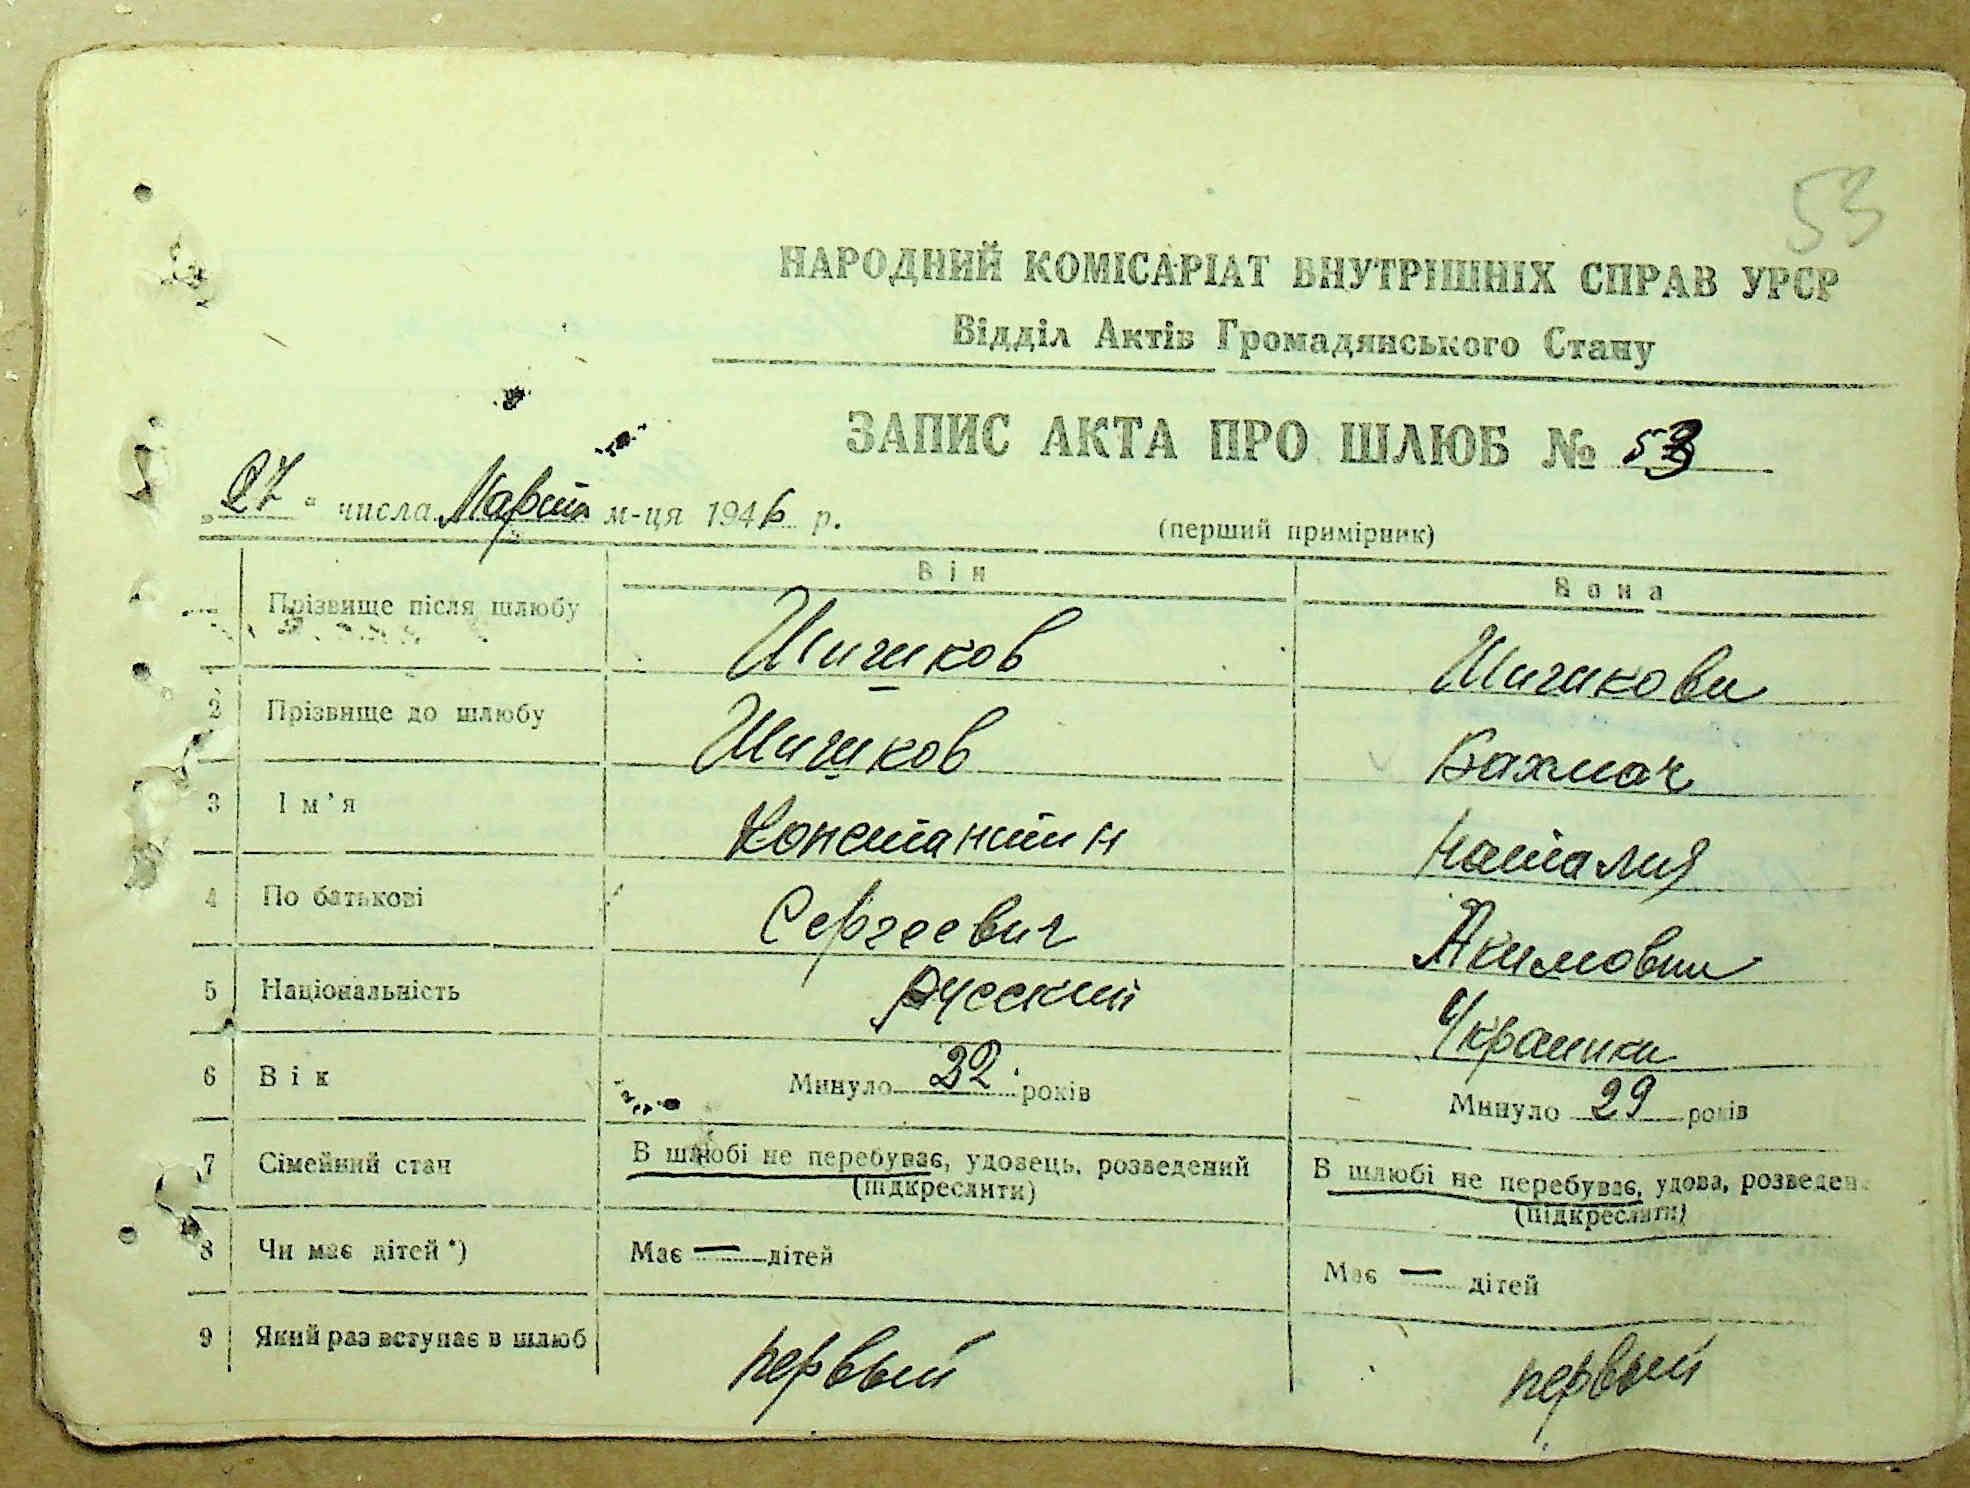 53
НАРОДНИЙ КОМІСАРІАТ ВНУТРІШНІХ СПРАВ УРСР
Відділ Актів Громадянського Стану
ЗАПИС АКТА ПРО ШЛЮБ № 53
„27“ числа Марта м-ця 1946 р.
(перший примірник)
Він Вона
Прізвище після шлюбу Шишков Шишкова
2 Прізвище до шлюбу Шишков Бахмач
3 Ім’я Константин Наталия
4 По батькові Сергеевич Акимовна
5 Національність русский Украинка
6 Вік Минуло 32 років Минуло 29 років
7 Сімейний стан В шлюбі не перебуває, удовець, розведений В шлюбі не перебуває, удова, розведен
(підкреслити) (підкреслити)
8 Чи має дітей*) Має — дітей Має — дітей
9 Який раз вступає в шлюб первый первый